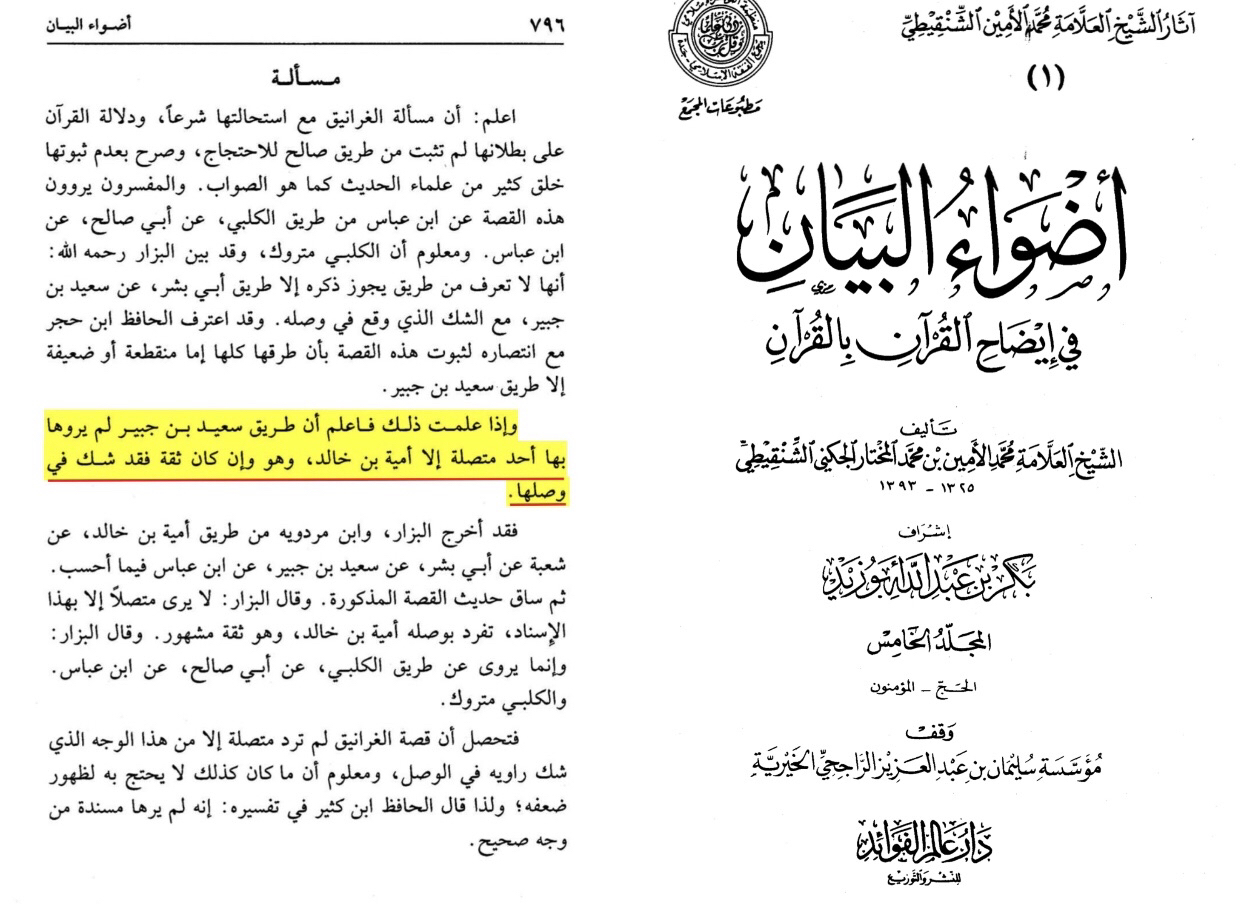 آثار الشيخ العلامة محمد الأمين الشنقيطي
(١)
مطبوعات المجمع
أضواء البيان
في إيضاح القرآن بالقرآن
تأليف
الشيخ العلامة محمد الأمين بن محمد المختار الجكني الشنقيطي
١٣٢٥ - ١٣٩٣
إشراف
بكر بن عبد الله أبو زيد
المجلد الخامس
الحج - المؤمنون
وقف
مؤسسة سليمان بن عبد العزيز الراجحي الخيرية
دار عالم الفوائد
للنشر والتوزيع
٧٩٦ أضواء البيان
مسألة
اعلم: أن مسألة الغرانيق مع استحالتها شرعاً، ودلالة القرآن
على بطلانها لم تثبت من طريق صالح للاحتجاج، وصرح بعدم ثبوتها
خلق كثير من علماء الحديث كما هو الصواب. والمفسرون يروون
هذه القصة عن ابن عباس من طريق الكلبي، عن أبي صالح، عن
ابن عباس. ومعلوم أن الكلبي متروك، وقد بين البزار رحمه الله:
أنها لا تعرف من طريق يجوز ذكره إلا طريق أبي بشر، عن سعيد بن
جبير، مع الشك الذي وقع في وصله. وقد اعترف الحافظ ابن حجر
مع انتصاره لثبوت هذه القصة بأن طرقها كلها إما منقطعة أو ضعيفة
إلا طريق سعيد بن جبير.
وإذا علمت ذلك فاعلم أن طريق سعيد بن جبير لم يروها
بها أحد متصلة إلا أمية بن خالد، وهو وإن كان ثقة فقد شك في
وصلها.
فقد أخرج البزار، وابن مردويه من طريق أمية بن خالد، عن
شعبة عن أبي بشر، عن سعيد بن جبير، عن ابن عباس فيما أحسب.
ثم ساق حديث القصة المذكورة. وقال البزار: لا يرى متصلاً إلا بهذا
الإسناد، تفرد بوصله أمية بن خالد، وهو ثقة مشهور. وقال البزار:
وإنما يروى عن طريق الكلبي، عن أبي صالح، عن ابن عباس.
والكلبي متروك.
فتحصل أن قصة الغرانيق لم ترد متصلة إلا من هذا الوجه الذي
شك راويه في الوصل، ومعلوم أن ما كان كذلك لا يحتج به لظهور
ضعفه؛ ولذا قال الحافظ ابن كثير في تفسيره: إنه لم يرها مسندة من
وجه صحيح.